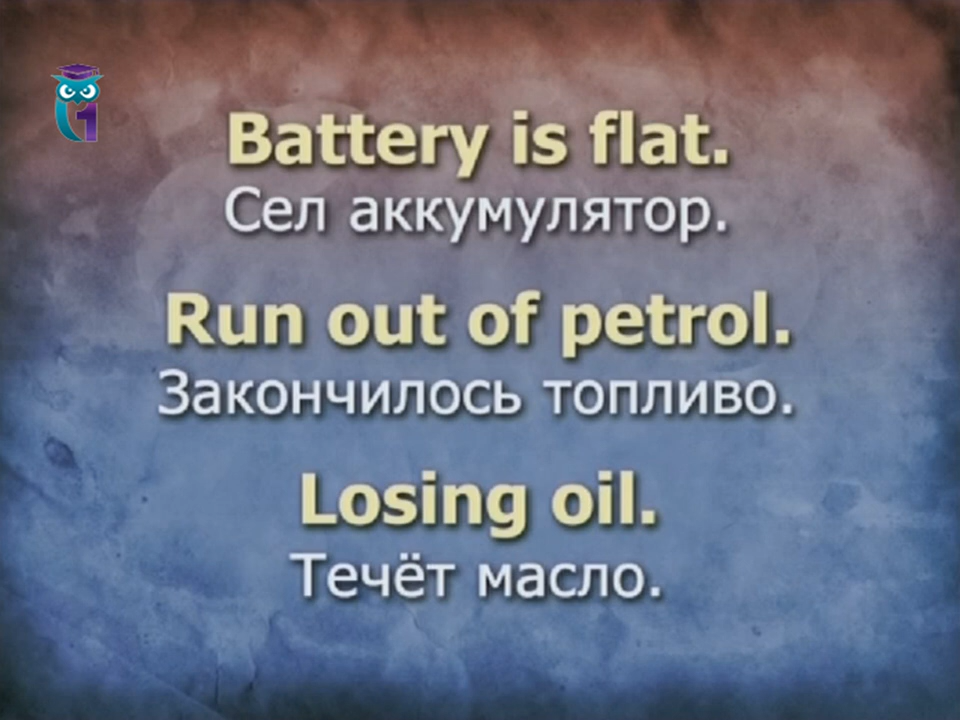 Battery is flat.
Сел аккумулятор.
Run out of petrol.
Закончилось топливо.
Losing oil.
Течёт масло.